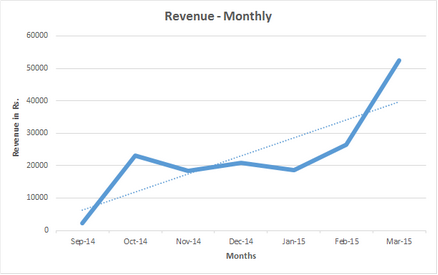 Revenue - Monthly
60000
50000
40000
30000
20000
10000
0
Revenue in Rs.
Sep-14 Oct-14 Nov-14 Dec-14 Jan-15 Feb-15 Mar-15
Months